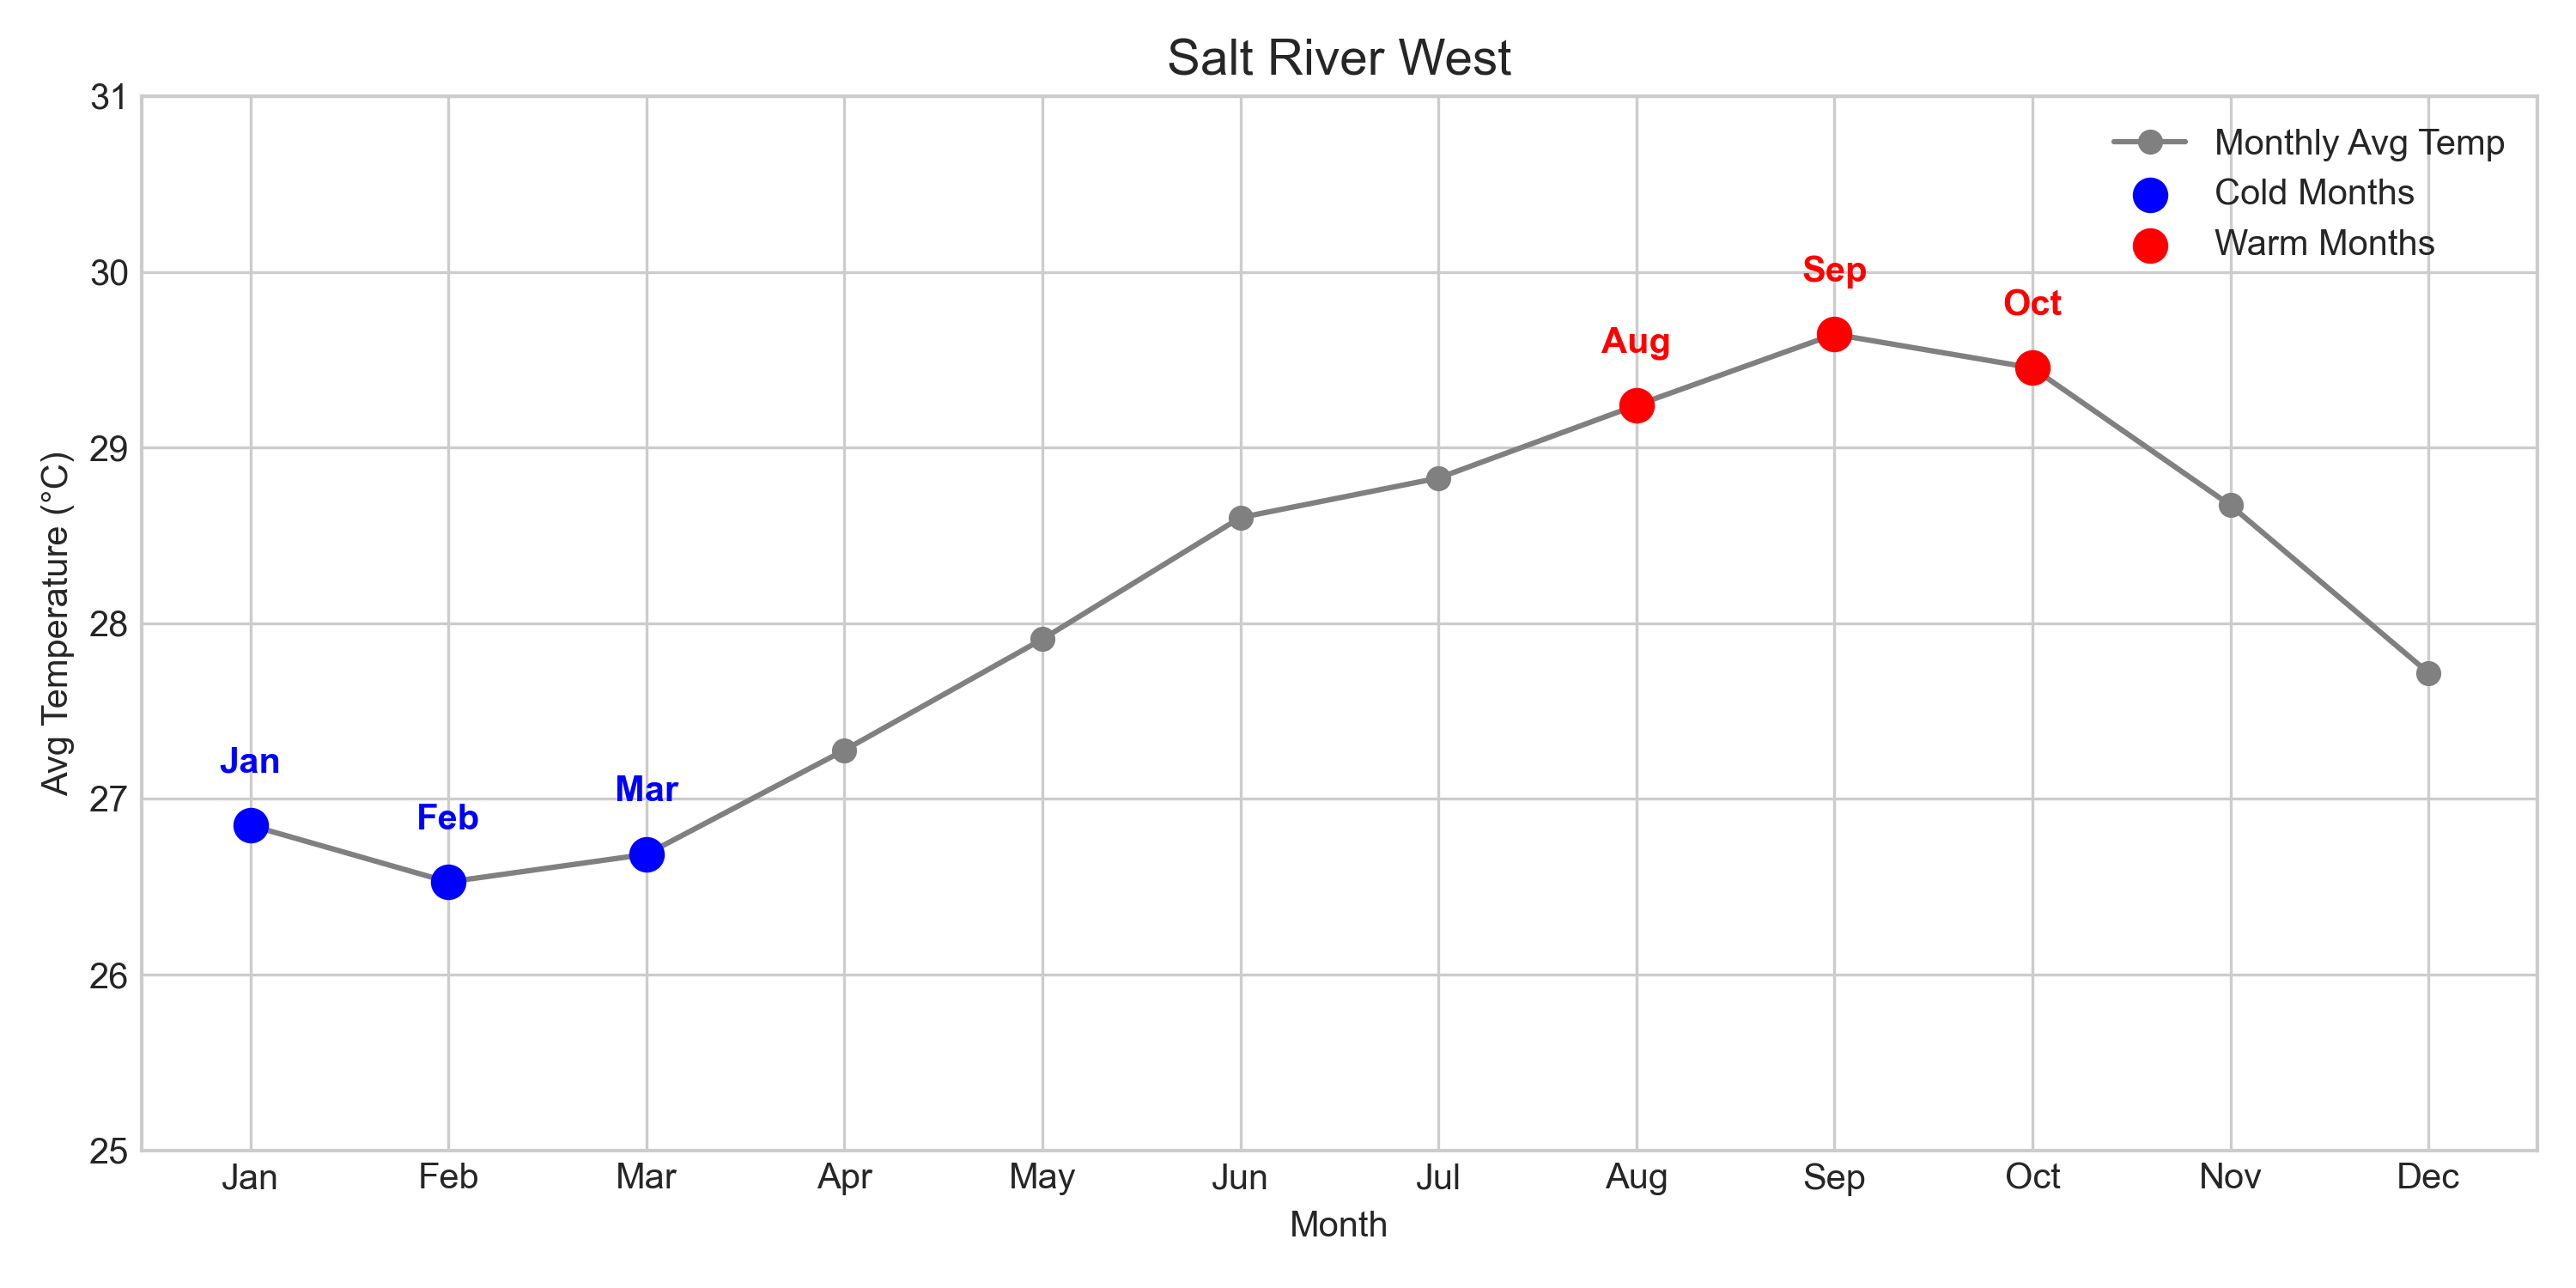 Salt River West
31
30
29
28
27
26
25
Avg Temperature (°C)
Monthly Avg Temp
Cold Months
Warm Months
Jan
Feb
Mar
Aug
Sep
Oct
Jan Feb Mar Apr May Jun Jul Aug Sep Oct Nov Dec
Month